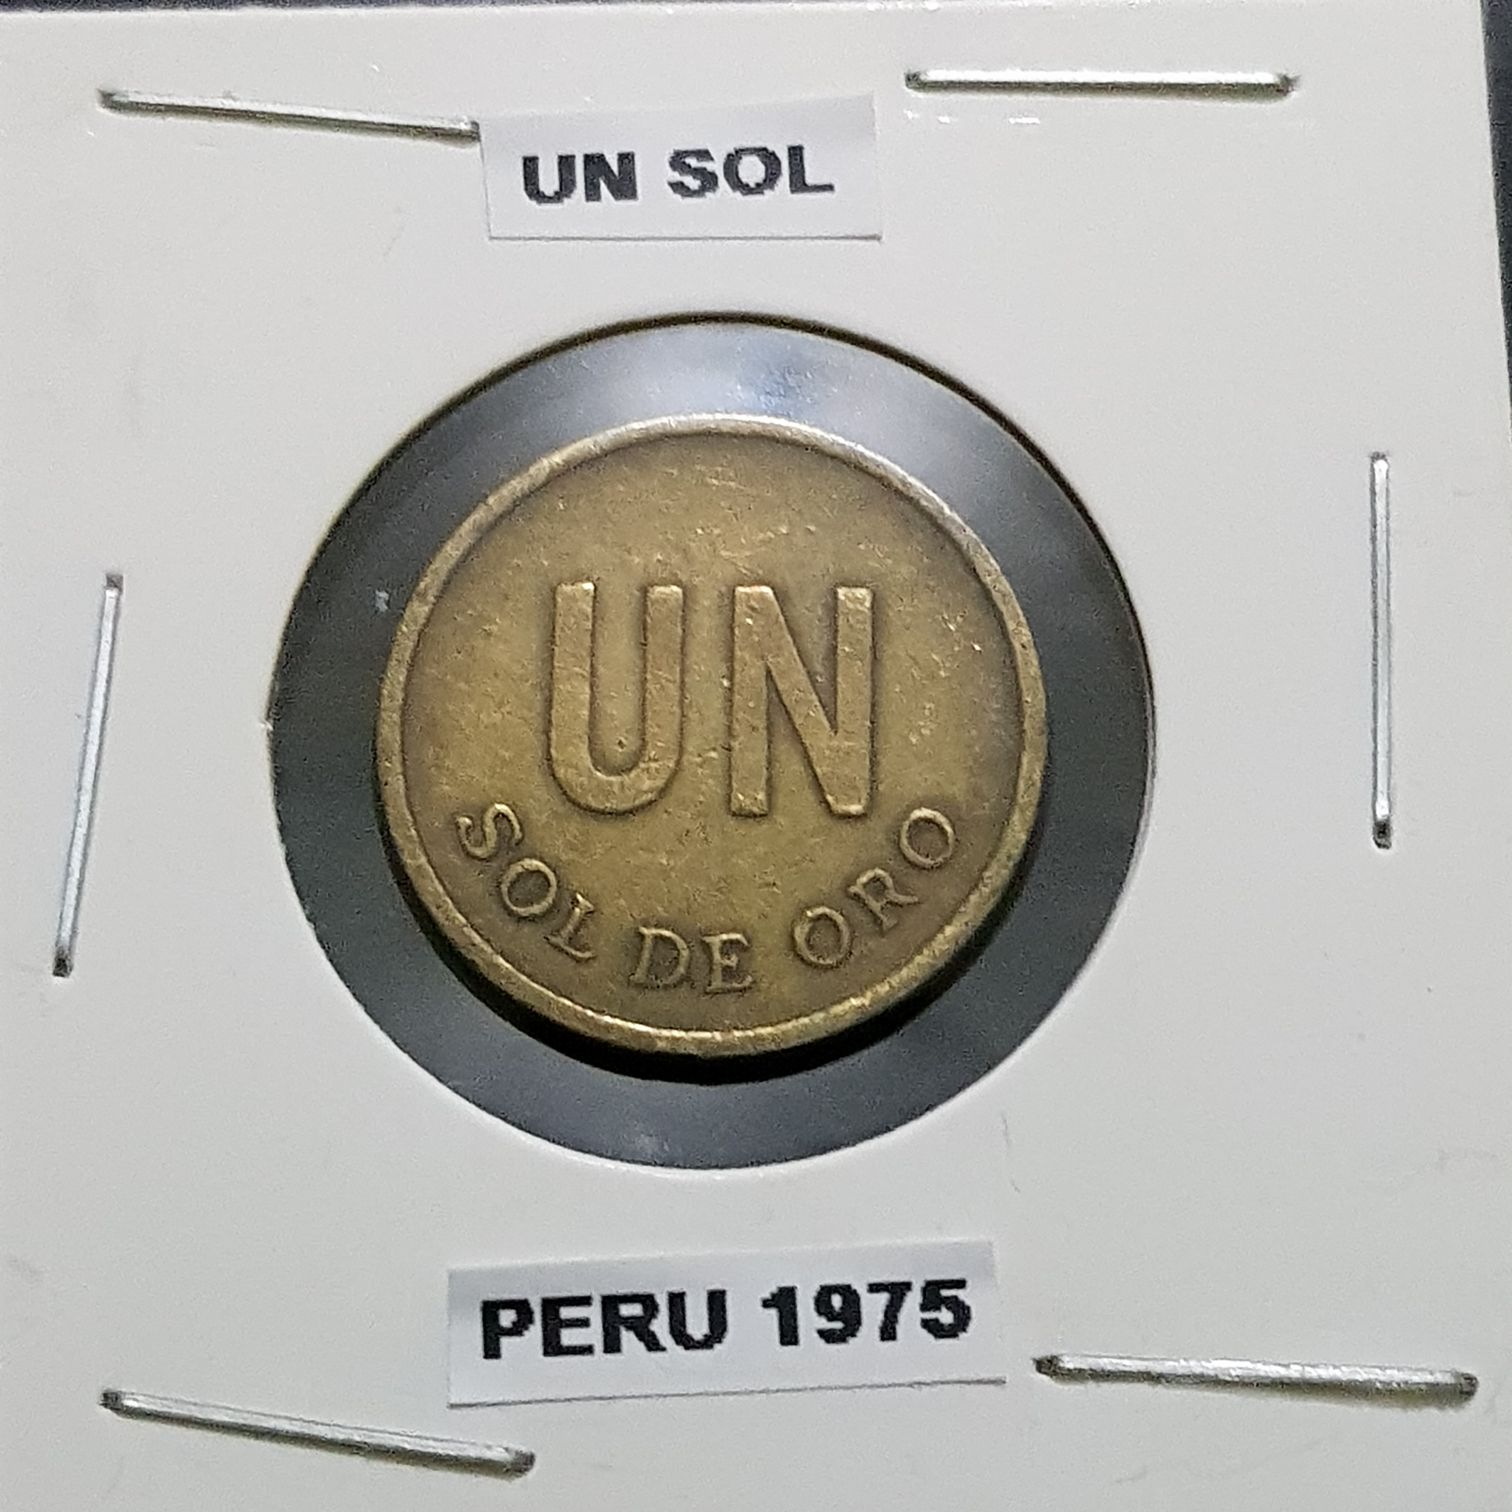 UN SOL
UN
SOL DE ORO
PERU 1975